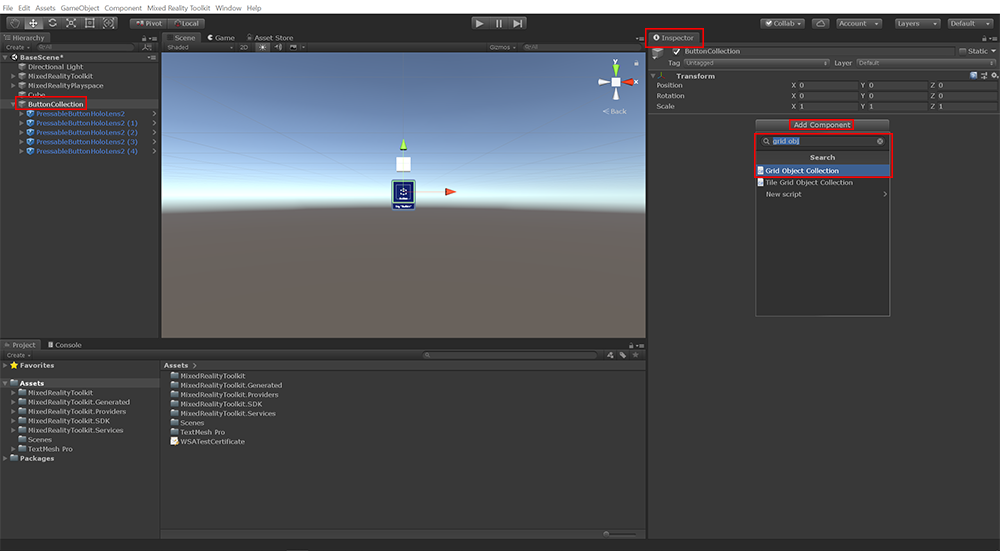 File Edit Assets GameObject Component Mixed Reality Toolkit Window Help
Pivot Local Collab Account Layers Default
Hierarchy
Create All
BaseScene*
Directional Light
MixedRealityToolkit
MixedRealityPlayspace
Cube
ButtonCollection
PressableButtonHoloLens2
PressableButtonHoloLens2 (1)
PressableButtonHoloLens2 (2)
PressableButtonHoloLens2 (3)
PressableButtonHoloLens2 (4)
Scene Game Asset Store
Shaded 2D Gizmos All
y
x
Back
Inspector
ButtonCollection Static
Tag Untagged Layer Default
Transform
Position X 0 Y 0 Z 0
Rotation X 0 Y 0 Z 0
Scale X 1 Y 1 Z 1
Add Component
grid obj
Search
Grid Object Collection
Tile Grid Object Collection
New script
Project Console
Create
Favorites
Assets
MixedRealityToolkit
MixedRealityToolkit.Generated
MixedRealityToolkit.Providers
MixedRealityToolkit.SDK
MixedRealityToolkit.Services
Scenes
TextMesh Pro
Packages
Assets
MixedRealityToolkit
MixedRealityToolkit.Generated
MixedRealityToolkit.Providers
MixedRealityToolkit.SDK
MixedRealityToolkit.Services
Scenes
TextMesh Pro
WSATestCertificate